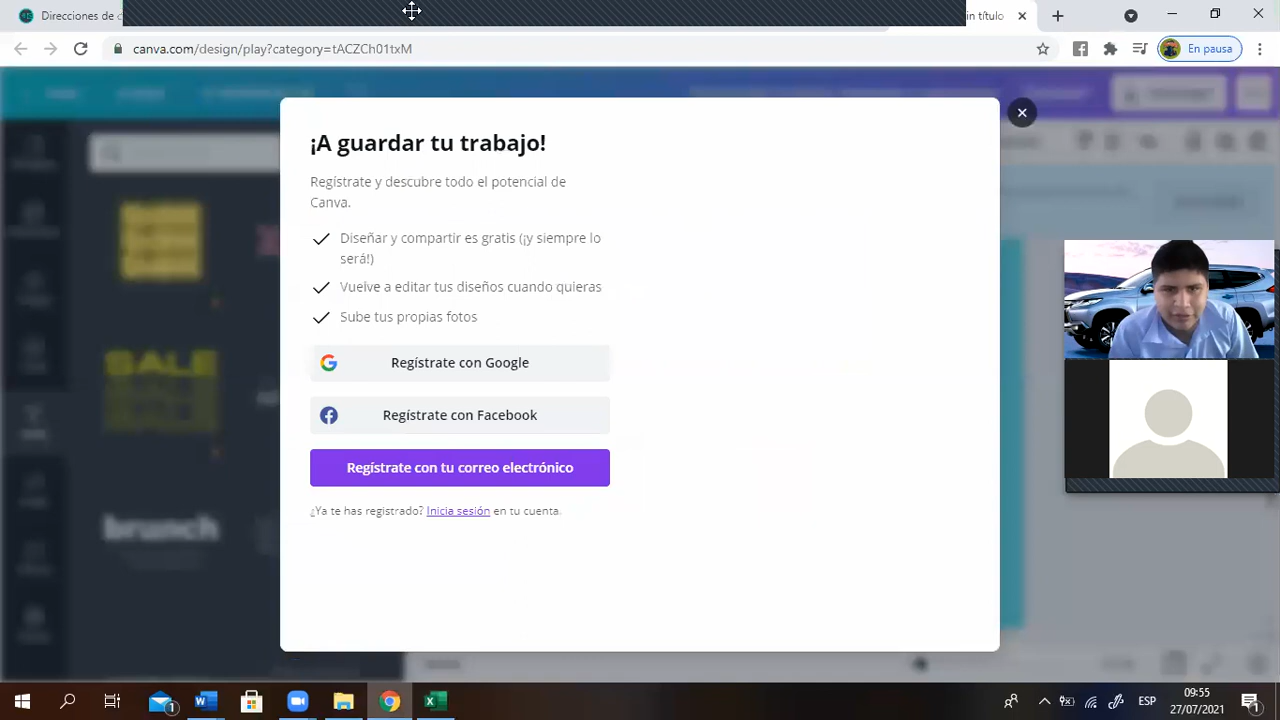 Direcciones de c
in título
canva.com/design/play?category=tACZCh01txM
En pausa
¡A guardar tu trabajo!
Regístrate y descubre todo el potencial de
Canva.
Diseñar y compartir es gratis (¡y siempre lo
será!)
Vuelve a editar tus diseños cuando quieras
Sube tus propias fotos
Regístrate con Google
Regístrate con Facebook
Regístrate con tu correo electrónico
¿Ya te has registrado? Inicia sesión en tu cuenta.
SALE
brunch
1
ESP
09:55
27/07/2021
1